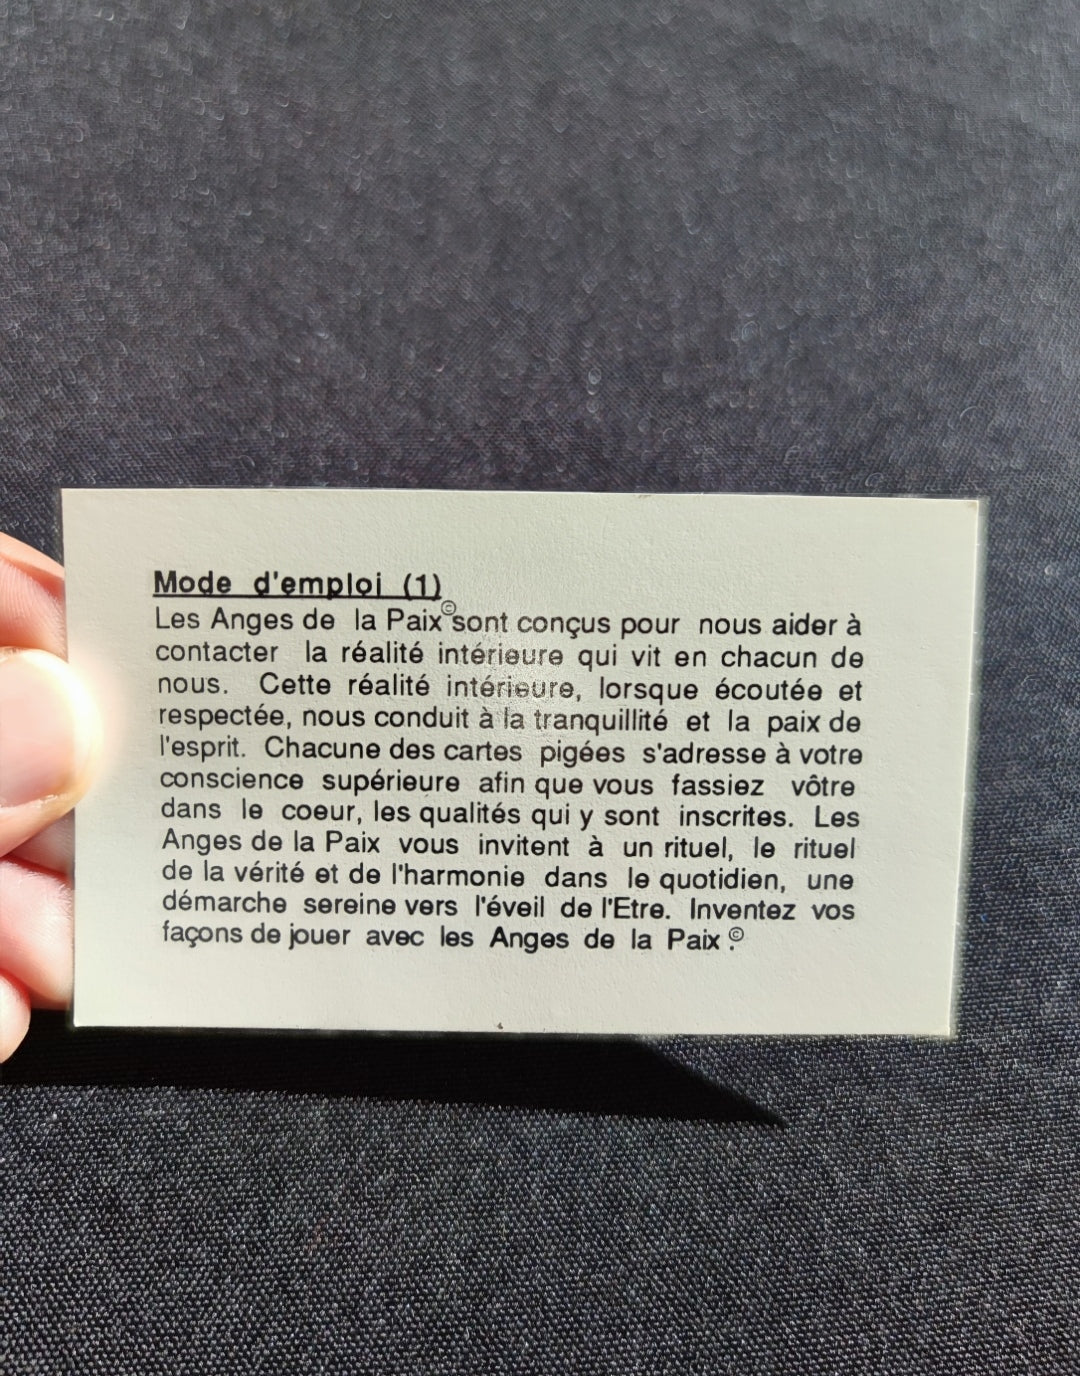 Mode d'emploi (1)
Les Anges de la Paix© sont conçus pour nous aider à
contacter la réalité intérieure qui vit en chacun de
nous. Cette réalité intérieure, lorsque écoutée et
respectée, nous conduit à la tranquillité et la paix de
l'esprit. Chacune des cartes pigées s'adresse à votre
conscience supérieure afin que vous fassiez vôtre
dans le coeur, les qualités qui y sont inscrites. Les
Anges de la Paix vous invitent à un rituel, le rituel
de la vérité et de l'harmonie dans le quotidien, une
démarche sereine vers l'éveil de l'Etre. Inventez vos
façons de jouer avec les Anges de la Paix.©